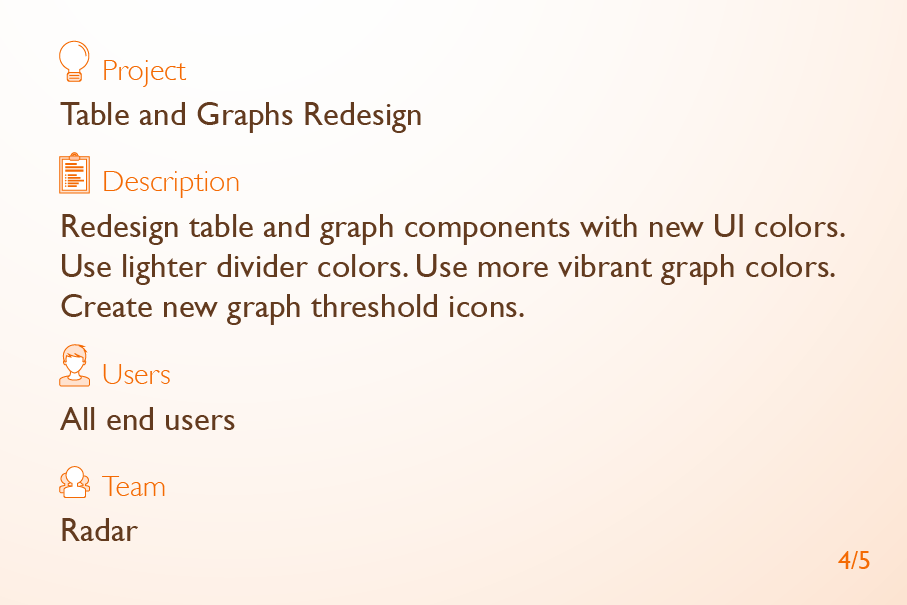 Project
Table and Graphs Redesign
Description
Redesign table and graph components with new UI colors.
Use lighter divider colors. Use more vibrant graph colors.
Create new graph threshold icons.
Users
All end users
Team
Radar
4/5